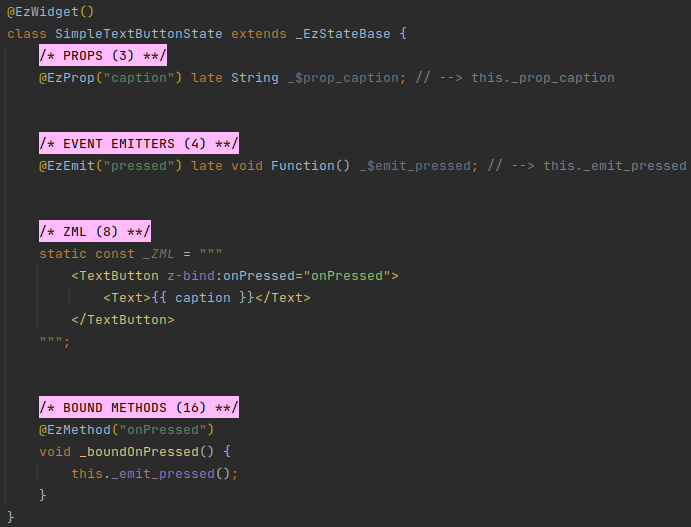 @EzWidget()
class SimpleTextButtonState extends _EzStateBase {
/* PROPS (3) **/
@EzProp("caption") late String _$prop_caption; // --> this._prop_caption
/* EVENT EMITTERS (4) **/
@EzEmit("pressed") late void Function() _$emit_pressed; // --> this._emit_pressed
/* ZML (8) **/
static const _ZML = """
<TextButton z-bind:onPressed="onPressed">
<Text>{{ caption }}</Text>
</TextButton>
""";
/* BOUND METHODS (16) **/
@EzMethod("onPressed")
void _boundOnPressed() {
this._emit_pressed();
}
}